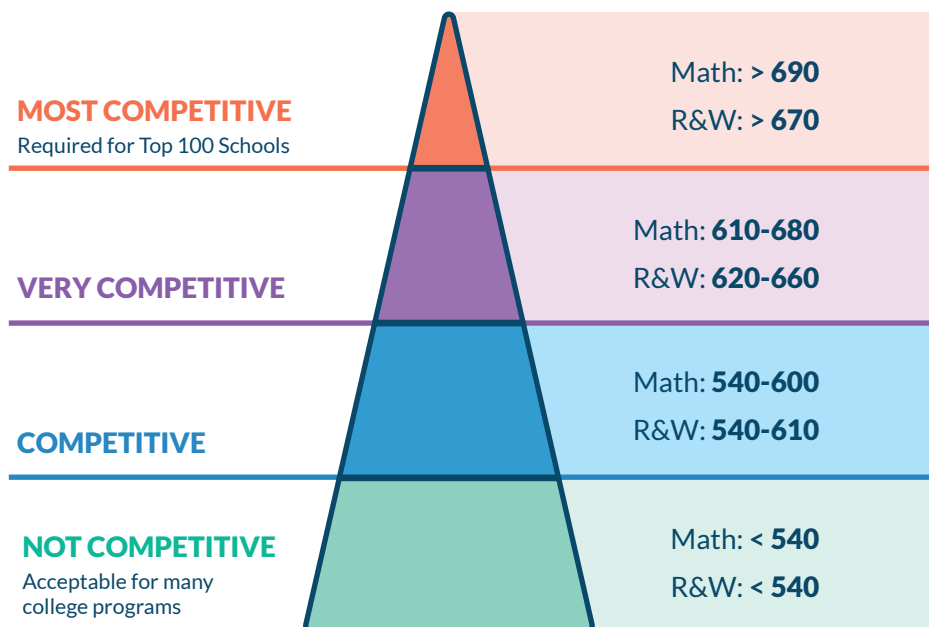 MOST COMPETITIVE
Required for Top 100 Schools
Math: > 690
R&W: > 670
VERY COMPETITIVE
Math: 610-680
R&W: 620-660
COMPETITIVE
Math: 540-600
R&W: 540-610
NOT COMPETITIVE
Acceptable for many
college programs
Math: < 540
R&W: < 540